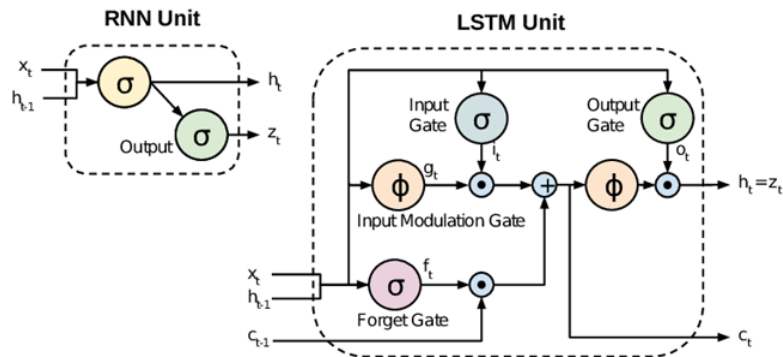 RNN Unit
x_t
h_t-1
σ
h_t
Output
σ
z_t
LSTM Unit
Input
Gate
σ
i_t
Output
Gate
σ
o_t
ϕ
g_t
Input Modulation Gate
+
ϕ
h_t=z_t
x_t
h_t-1
σ
f_t
Forget Gate
c_t-1
c_t